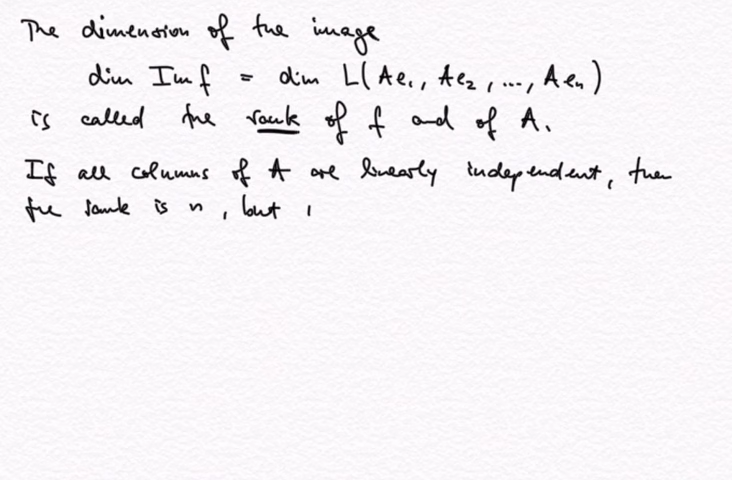 The dimension of the image
dim Im f = dim L(Ae₁, Ae₂, ..., Aeₙ)
is called the rank of f and of A.
If all columns of A are linearly independent, then
the rank is n, but